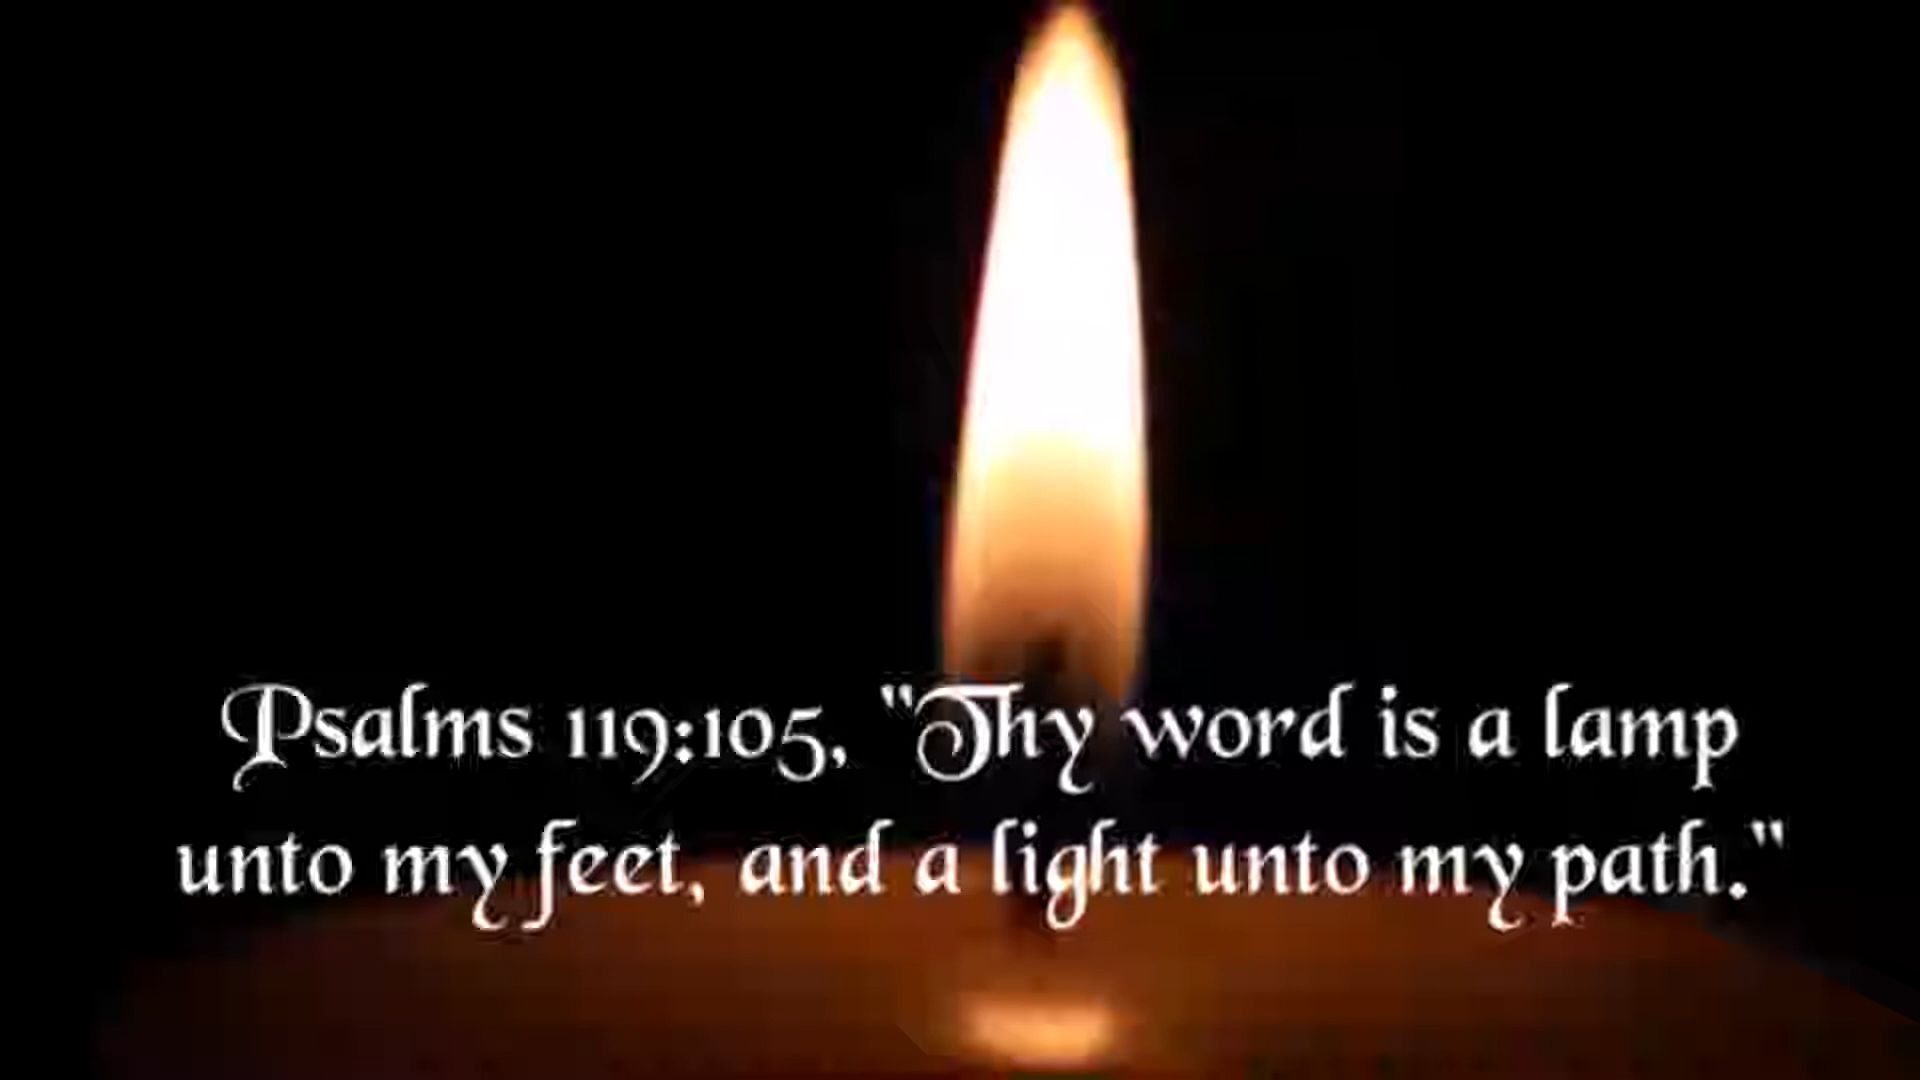 Psalms 119:105, "Thy word is a lamp
unto my feet, and a light unto my path."